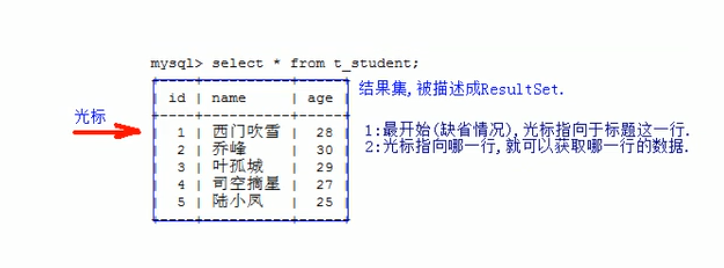 mysql> select * from t_student;
id | name | age
1 | 西门吹雪 | 28
2 | 乔峰 | 30
3 | 叶孤城 | 29
4 | 司空摘星 | 27
5 | 陆小凤 | 25
光标
结果集,被描述成ResultSet.
1:最开始(缺省情况),光标指向于标题这一行.
2:光标指向哪一行,就可以获取哪一行的数据.